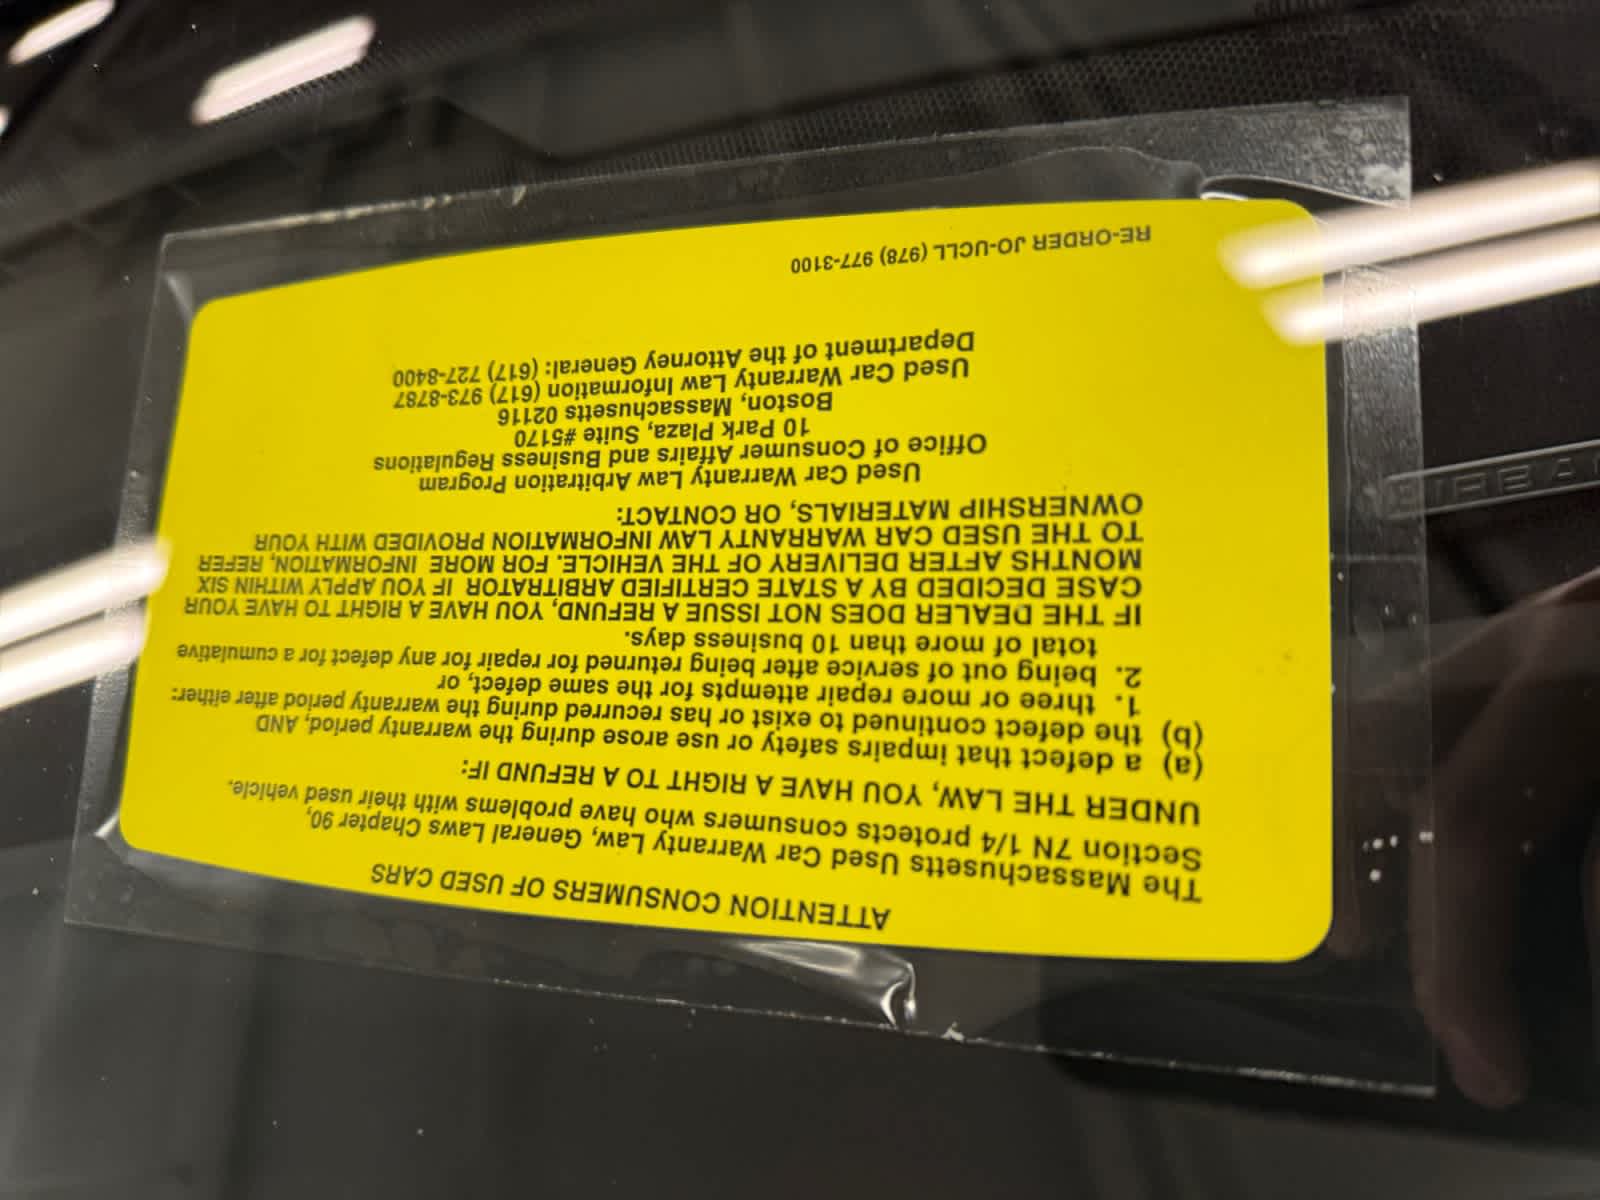 ATTENTION CONSUMERS OF USED CARS
The Massachusetts Used Car Warranty Law, General Laws Chapter 90,
Section 7N 1/4 protects consumers who have problems with their used vehicle.
UNDER THE LAW, YOU HAVE A RIGHT TO A REFUND IF:
(a) a defect that impairs safety or use arose during the warranty period, AND
(b) the defect continued to exist or has recurred during the warranty period after either:
1. three or more repair attempts for the same defect, or
2. being out of service after being returned for repair for any defect for a cumulative
total of more than 10 business days.
IF THE DEALER DOES NOT ISSUE A REFUND, YOU HAVE A RIGHT TO HAVE YOUR
CASE DECIDED BY A STATE CERTIFIED ARBITRATOR IF YOU APPLY WITHIN SIX
MONTHS AFTER DELIVERY OF THE VEHICLE. FOR MORE INFORMATION, REFER
TO THE USED CAR WARRANTY LAW INFORMATION PROVIDED WITH YOUR
OWNERSHIP MATERIALS, OR CONTACT:
Used Car Warranty Law Arbitration Program
Office of Consumer Affairs and Business Regulations
10 Park Plaza, Suite #5170
Boston, Massachusetts 02116
Used Car Warranty Law Information (617) 973-8787
Department of the Attorney General: (617) 727-8400
RE-ORDER JO-UCLL (978) 977-3100